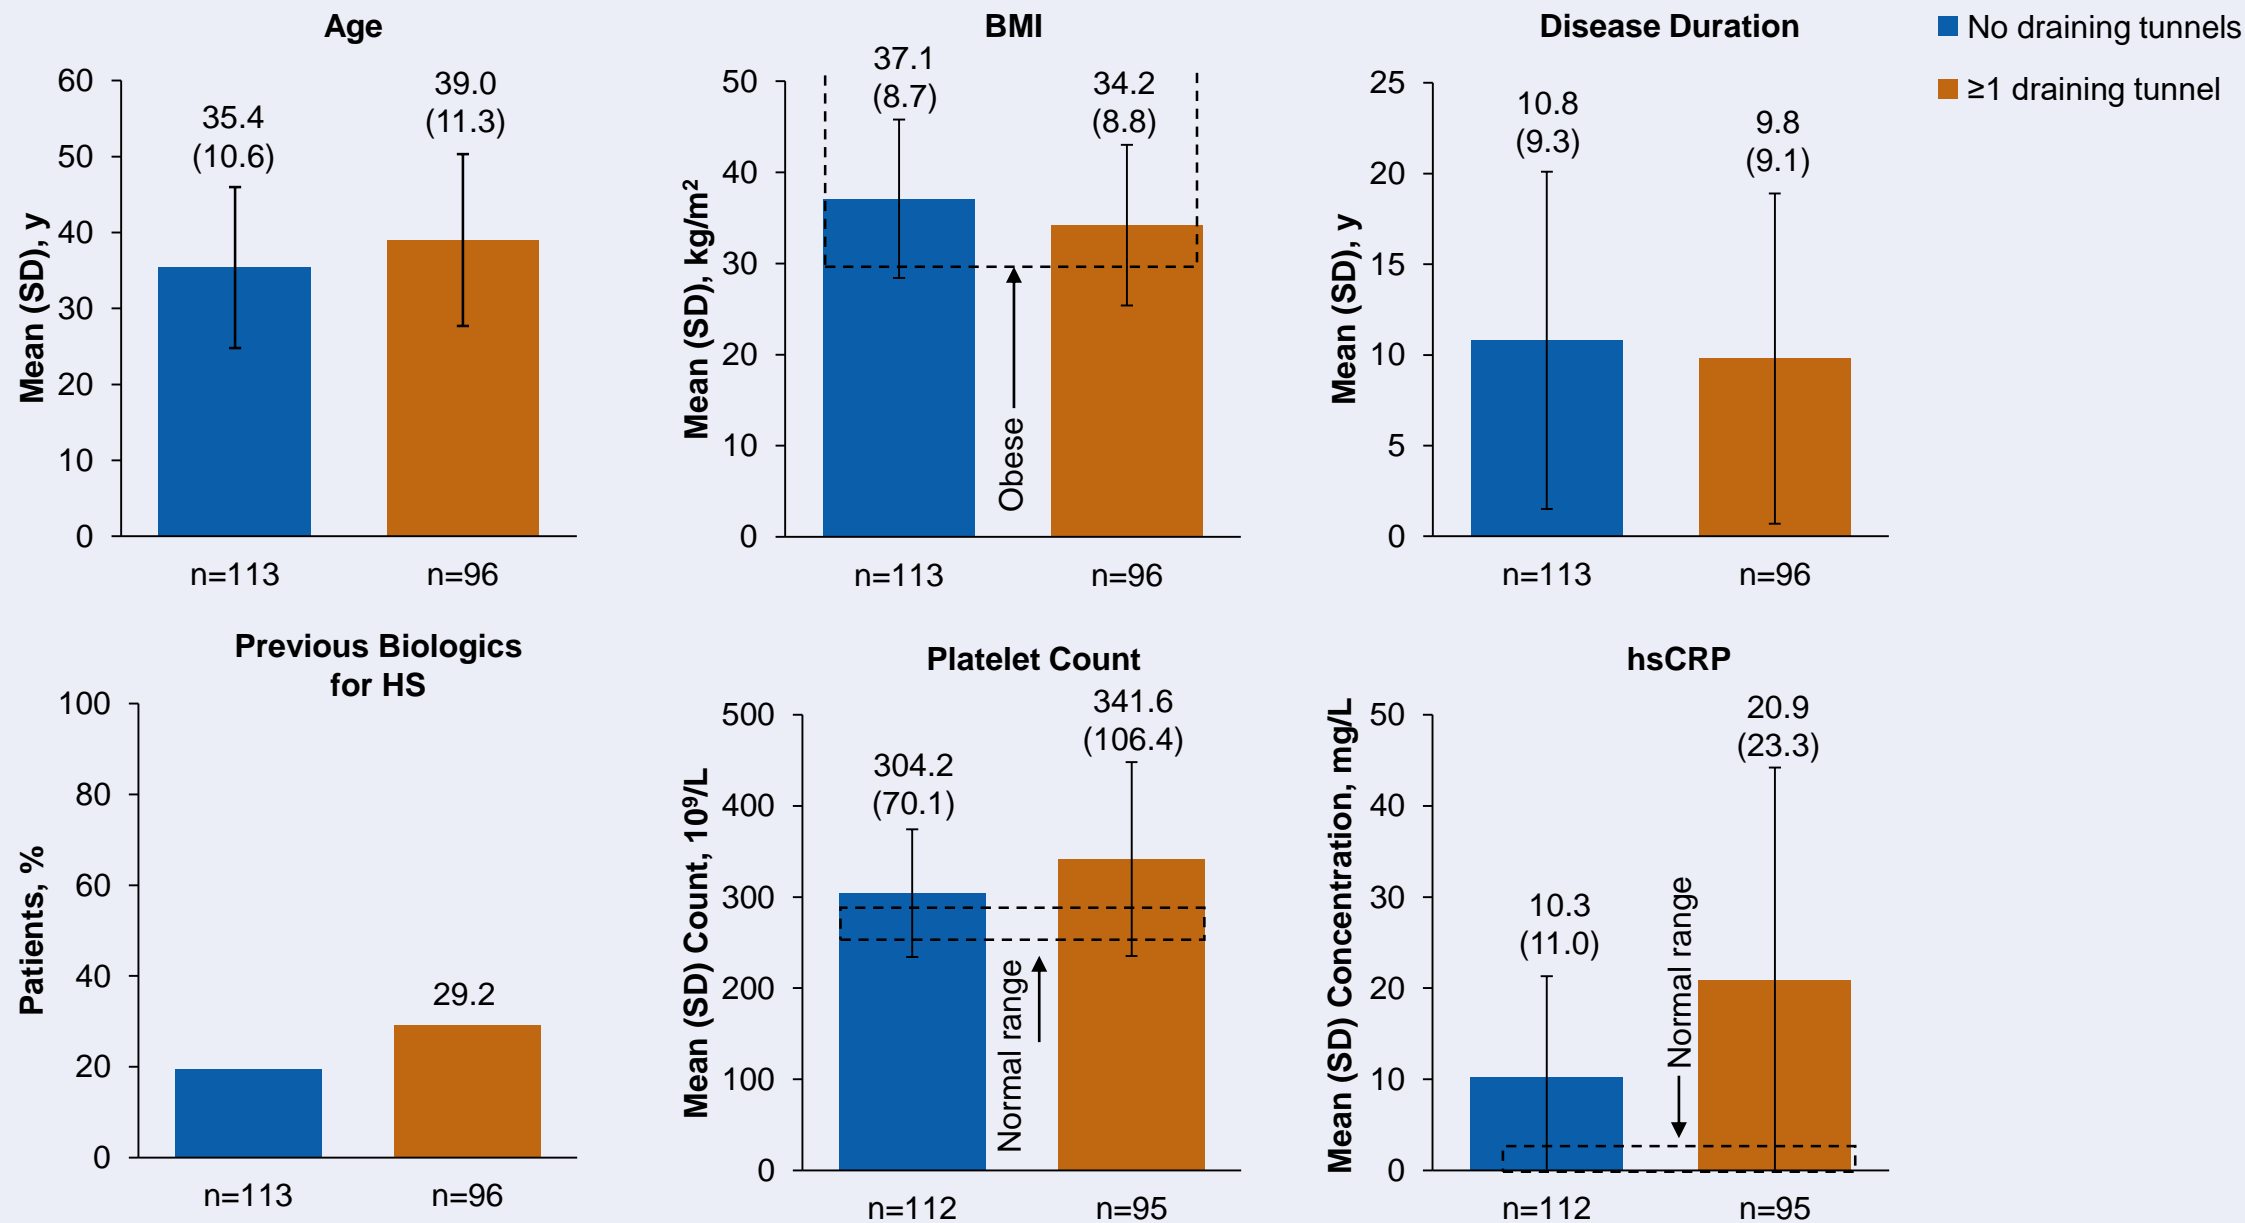 Age
60
50
40
30
20
10
0
Mean (SD), y
35.4
(10.6)
39.0
(11.3)
n=113
n=96
BMI
50
40
30
20
10
0
Mean (SD), kg/m²
37.1
(8.7)
34.2
(8.8)
Obese
n=113
n=96
Disease Duration
25
20
15
10
5
0
Mean (SD), y
10.8
(9.3)
9.8
(9.1)
n=113
n=96
No draining tunnels
≥1 draining tunnel
Previous Biologics
for HS
100
80
60
40
20
0
Patients, %
29.2
n=113
n=96
Platelet Count
500
400
300
200
100
0
Mean (SD) Count, 10⁹/L
304.2
(70.1)
341.6
(106.4)
Normal range
n=112
n=95
hsCRP
50
40
30
20
10
0
Mean (SD) Concentration, mg/L
10.3
(11.0)
20.9
(23.3)
Normal range
n=112
n=95